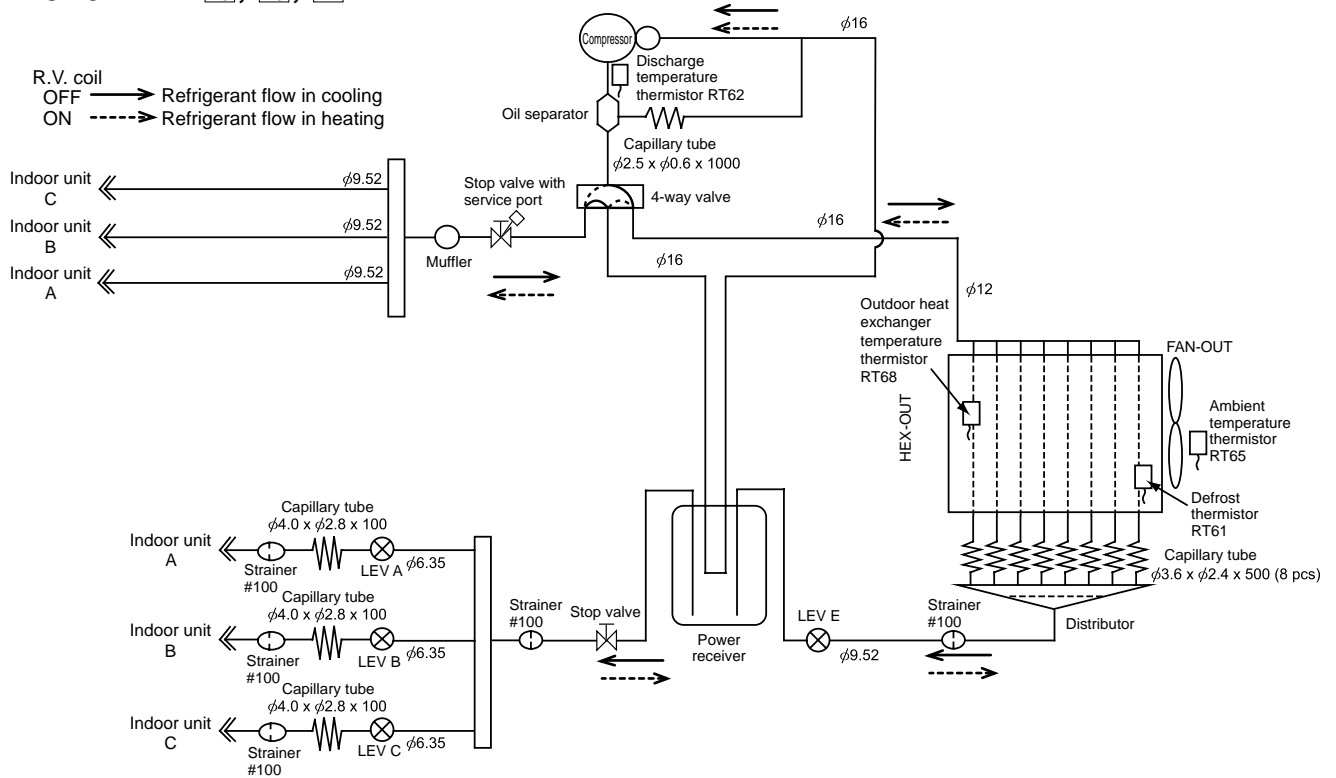 Compressor
ϕ16
Discharge
temperature
thermistor RT62
R.V. coil
OFF Refrigerant flow in cooling
ON Refrigerant flow in heating
Oil separator
Capillary tube
ϕ2.5 x ϕ0.6 x 1000
Indoor unit
C
ϕ9.52
Stop valve with
service port
4-way valve
Indoor unit
B
ϕ9.52
ϕ16
Muffler
ϕ16
Indoor unit
A
ϕ9.52
ϕ12
Outdoor heat
exchanger
temperature
thermistor
RT68
FAN-OUT
HEX-OUT
Ambient
temperature
thermistor
RT65
Defrost
thermistor
RT61
Capillary tube
ϕ3.6 x ϕ2.4 x 500 (8 pcs)
Distributor
Capillary tube
ϕ4.0 x ϕ2.8 x 100
Indoor unit
A
Strainer
#100
LEV A
ϕ6.35
Capillary tube
ϕ4.0 x ϕ2.8 x 100
Indoor unit
B
Strainer
#100
LEV B
ϕ6.35
Strainer
#100
Stop valve
Power
receiver
LEV E
ϕ9.52
Strainer
#100
Capillary tube
ϕ4.0 x ϕ2.8 x 100
Indoor unit
C
Strainer
#100
LEV C
ϕ6.35